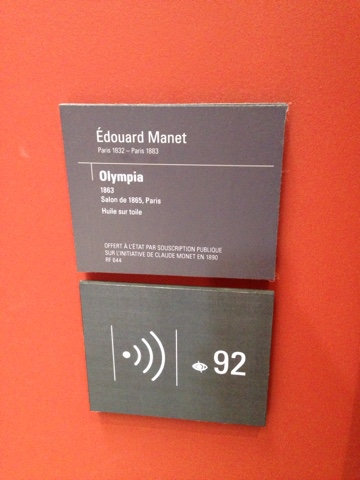 Édouard Manet
Paris 1832 – Paris 1883
Olympia
1863
Salon de 1865, Paris
Huile sur toile
OFFERT À L'ÉTAT PAR SOUSCRIPTION PUBLIQUE
SUR L'INITIATIVE DE CLAUDE MONET EN 1890
RF 644
92